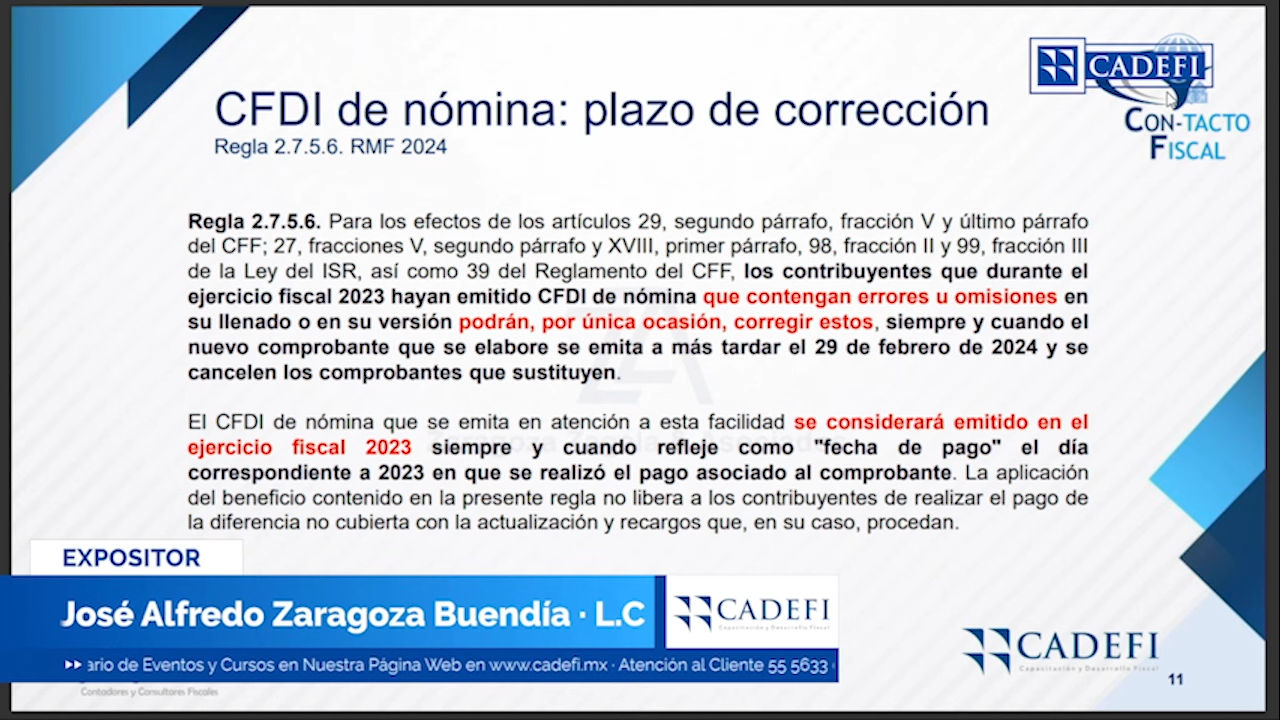 CADEFI
CON-TACTO
FISCAL
CFDI de nómina: plazo de corrección
Regla 2.7.5.6. RMF 2024
Regla 2.7.5.6. Para los efectos de los artículos 29, segundo párrafo, fracción V y último párrafo
del CFF; 27, fracciones V, segundo párrafo y XVIII, primer párrafo, 98, fracción II y 99, fracción III
de la Ley del ISR, así como 39 del Reglamento del CFF, los contribuyentes que durante el
ejercicio fiscal 2023 hayan emitido CFDI de nómina que contengan errores u omisiones en
su llenado o en su versión podrán, por única ocasión, corregir estos, siempre y cuando el
nuevo comprobante que se elabore se emita a más tardar el 29 de febrero de 2024 y se
cancelen los comprobantes que sustituyen.
El CFDI de nómina que se emita en atención a esta facilidad se considerará emitido en el
ejercicio fiscal 2023 siempre y cuando refleje como "fecha de pago" el día
correspondiente a 2023 en que se realizó el pago asociado al comprobante. La aplicación
del beneficio contenido en la presente regla no libera a los contribuyentes de realizar el pago de
la diferencia no cubierta con la actualización y recargos que, en su caso, procedan.
EXPOSITOR
José Alfredo Zaragoza Buendía · L.C
CADEFI
Capacitación y Desarrollo Fiscal
ario de Eventos y Cursos en Nuestra Página Web en www.cadefi.mx · Atención al Cliente 55 5633
Contadores y Consultores Fiscales
CADEFI
Capacitación y Desarrollo Fiscal
11